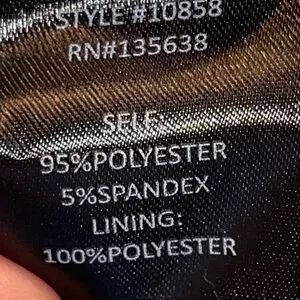 STYLE #10858
RN#135638
SELF:
95%POLYESTER
5%SPANDEX
LINING:
100%POLYESTER